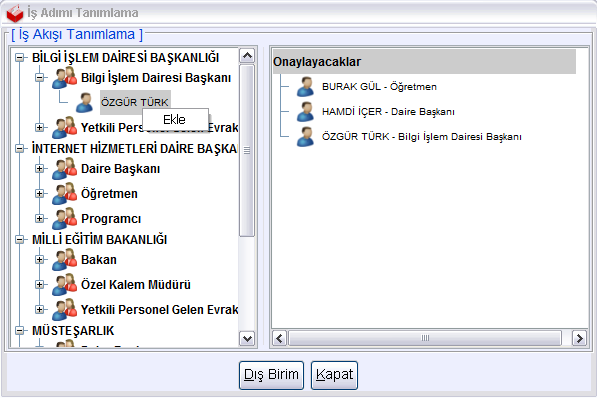 İş Adımı Tanımlama
[ İş Akışı Tanımlama ]
BİLGİ İŞLEM DAİRESİ BAŞKANLIĞI
Bilgi İşlem Dairesi Başkanı
ÖZGÜR TÜRK
Ekle
Yetkili Personel Gelen Evrak
İNTERNET HİZMETLERİ DAİRE BAŞKA
Daire Başkanı
Öğretmen
Programcı
MİLLİ EĞİTİM BAKANLIĞI
Bakan
Özel Kalem Müdürü
Yetkili Personel Gelen Evrak
MÜSTEŞARLIK
Onaylayacaklar
BURAK GÜL - Öğretmen
HAMDİ İÇER - Daire Başkanı
ÖZGÜR TÜRK - Bilgi İşlem Dairesi Başkanı
Dış Birim
Kapat